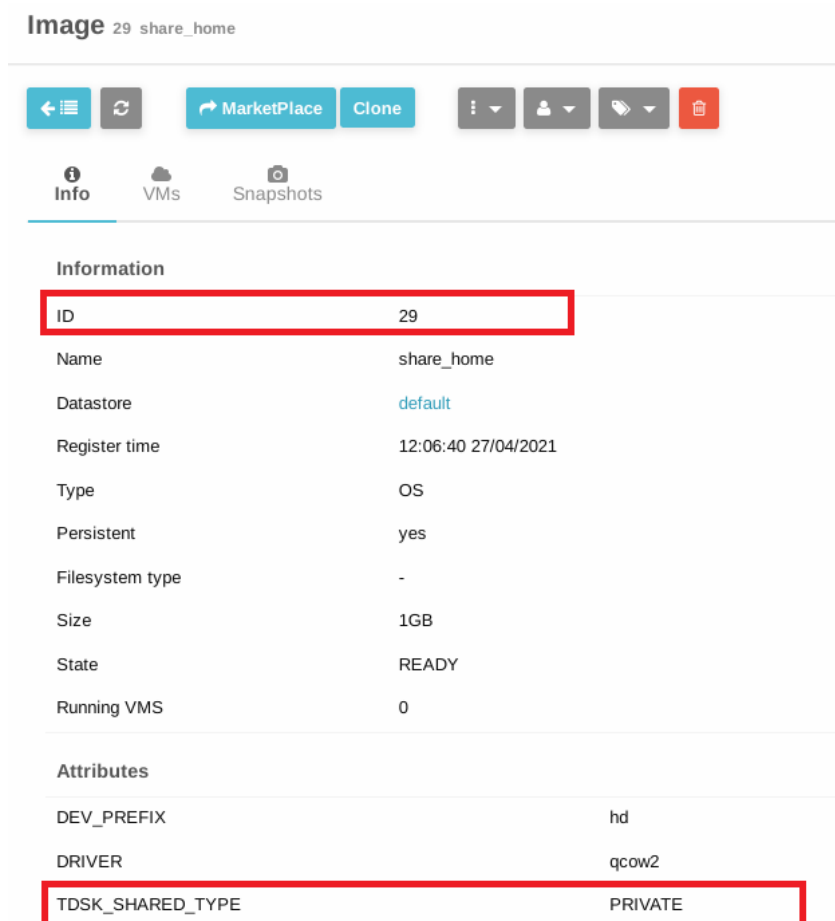 Image 29 share_home
MarketPlace Clone
Info VMs Snapshots
Information
ID 29
Name share_home
Datastore default
Register time 12:06:40 27/04/2021
Type OS
Persistent yes
Filesystem type -
Size 1GB
State READY
Running VMS 0
Attributes
DEV_PREFIX hd
DRIVER qcow2
TDSK_SHARED_TYPE PRIVATE